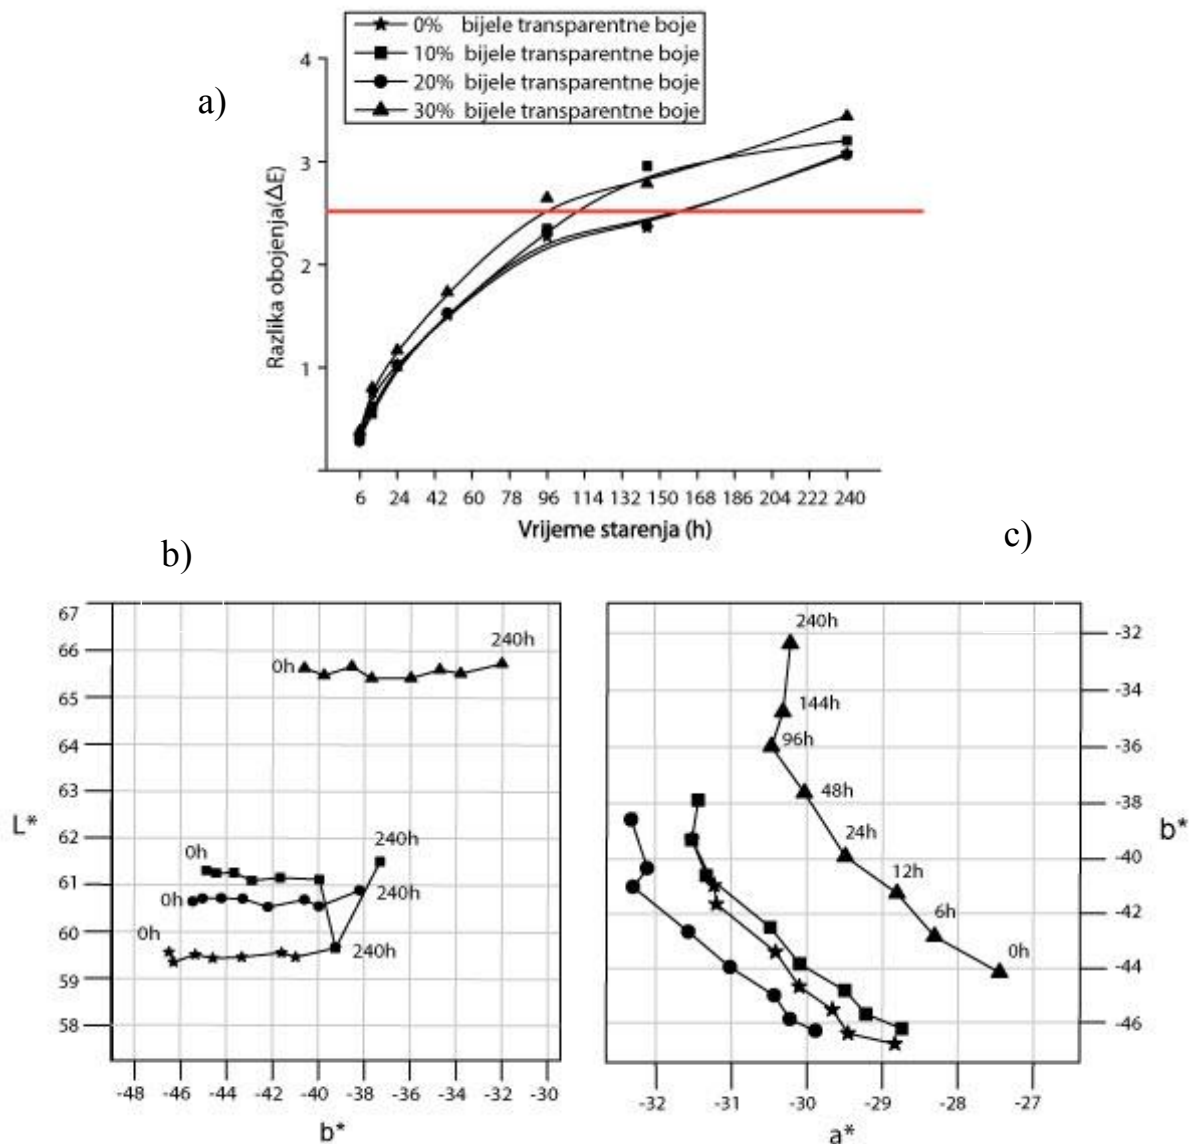 0% bijele transparentne boje
10% bijele transparentne boje
20% bijele transparentne boje
30% bijele transparentne boje
a)
4
3
2
1
Razlika obojenja(ΔE)
6 24 42 60 78 96 114 132 150 168 186 204 222 240
Vrijeme starenja (h)
b)
c)
67
66
65
64
63
62
61
60
59
58
L*
0h
240h
0h
240h
0h
240h
0h
240h
-48 -46 -44 -42 -40 -38 -36 -34 -32 -30
b*
240h
144h
96h
48h
24h
12h
6h
0h
-32
-34
-36
-38
-40
-42
-44
-46
b*
-32 -31 -30 -29 -28 -27
a*